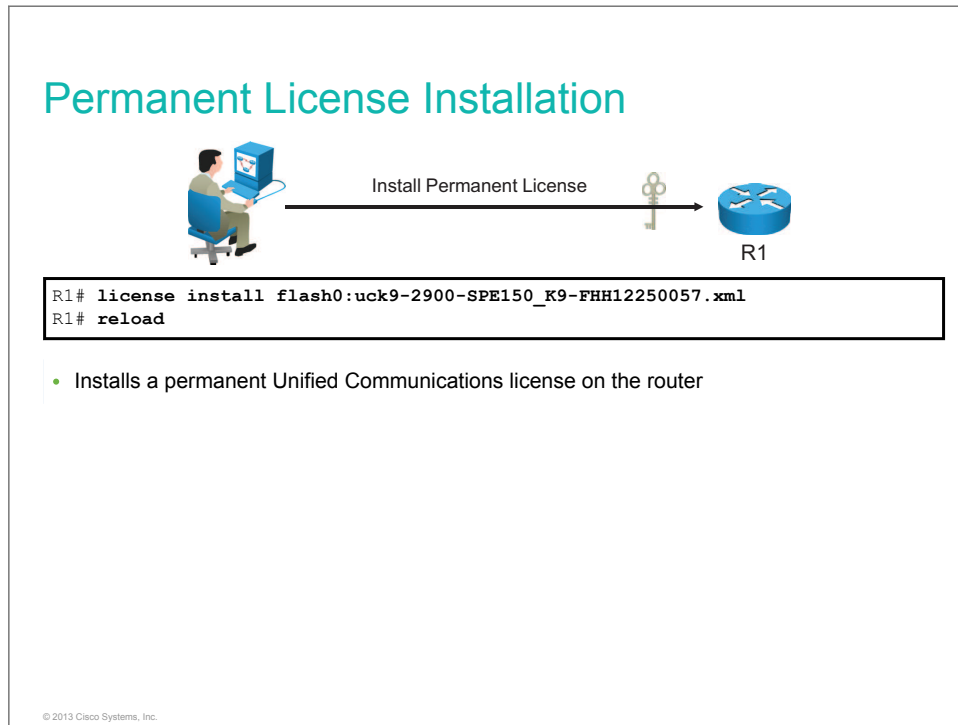 Permanent License Installation
Install Permanent License
R1
R1# license install flash0:uck9-2900-SPE150_K9-FHH12250057.xml
R1# reload
• Installs a permanent Unified Communications license on the router
© 2013 Cisco Systems, Inc.